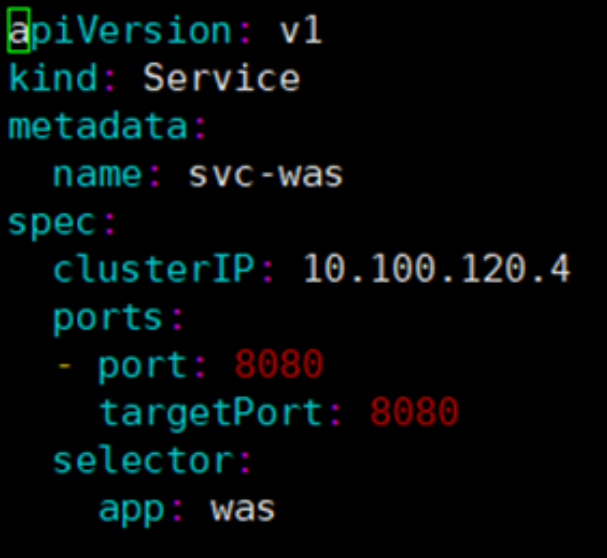 apiVersion: v1
kind: Service
metadata:
  name: svc-was
spec:
  clusterIP: 10.100.120.4
  ports:
  - port: 8080
    targetPort: 8080
  selector:
    app: was